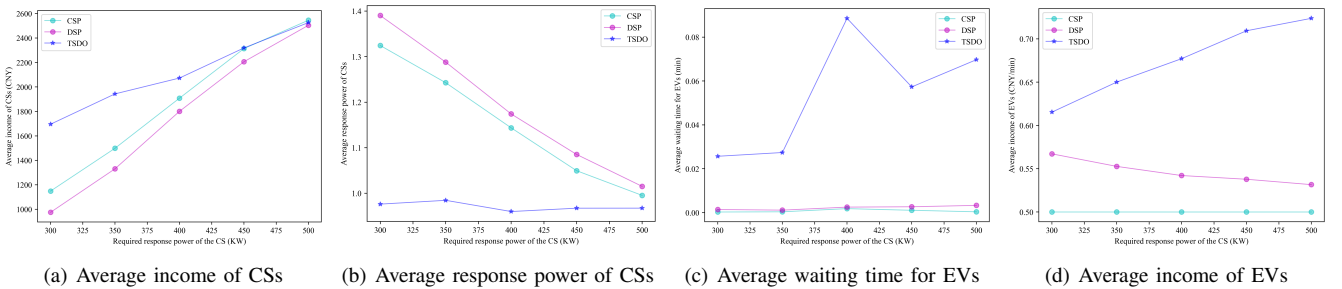 2600
2400
2200
2000
1800
1600
1400
1200
1000
Average income of CSs (CNY)
CSP
DSP
TSDO
300 325 350 375 400 425 450 475 500
Required response power of the CS (KW)
(a) Average income of CSs
1.4
1.3
1.2
1.1
1.0
Average response power of CSs
CSP
DSP
TSDO
300 325 350 375 400 425 450 475 500
Required response power of the CS (KW)
(b) Average response power of CSs
0.08
0.06
0.04
0.02
0.00
Average waiting time for EVs (min)
CSP
DSP
TSDO
300 325 350 375 400 425 450 475 500
Required response power of the CS (KW)
(c) Average waiting time for EVs
0.70
0.65
0.60
0.55
0.50
Average income of EVs (CNY/min)
CSP
DSP
TSDO
300 325 350 375 400 425 450 475 500
Required response power of the CS (KW)
(d) Average income of EVs